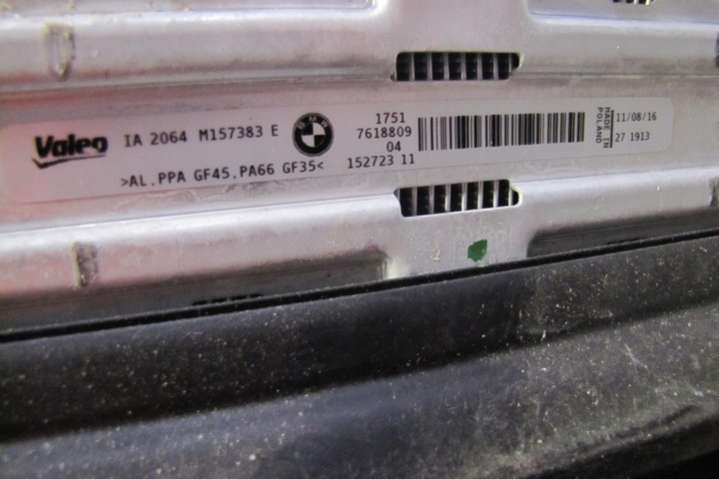 Valeo
IA 2064 M157383 E
>AL.PPA GF45.PA66 GF35<
BMW
1751
7618809
04
152723 11
MADE IN
POLAND
11/08/16
27 1913